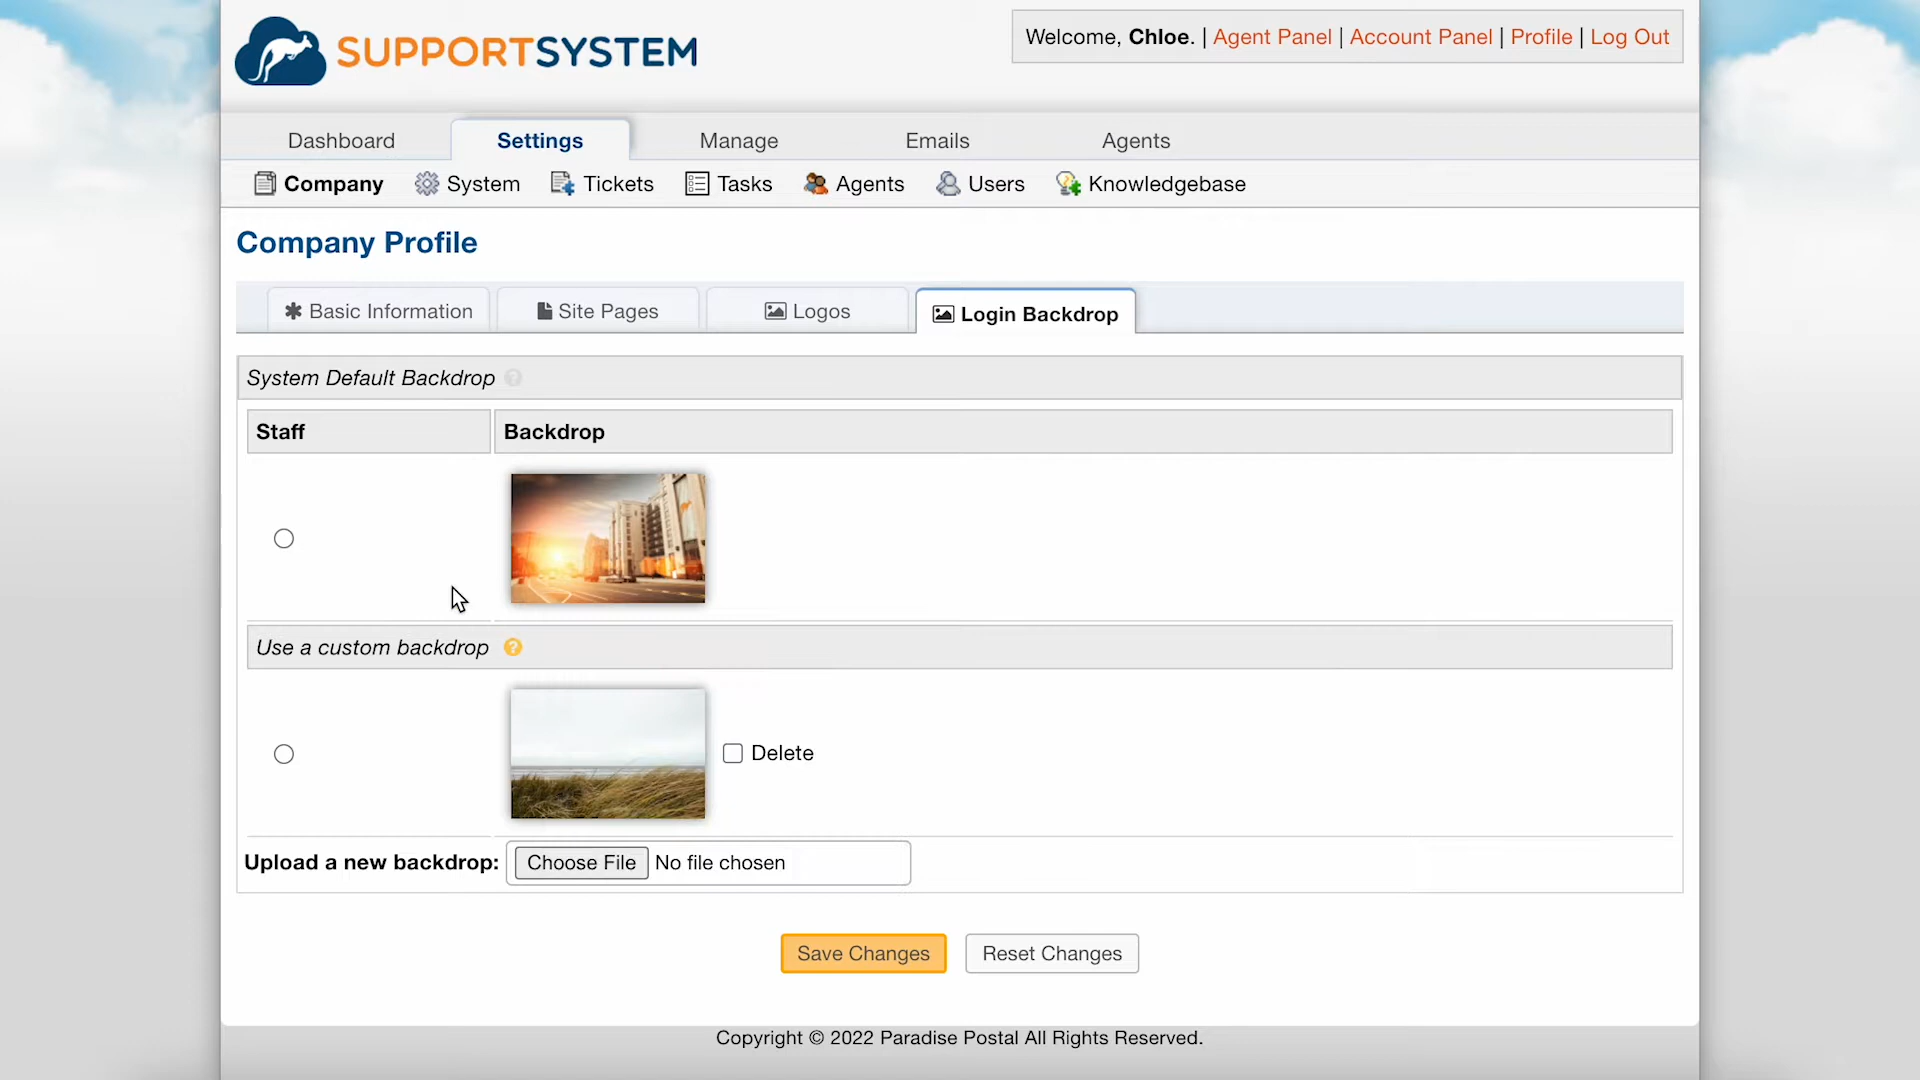 SUPPORTSYSTEM
Welcome, Chloe. | Agent Panel | Account Panel | Profile | Log Out
Dashboard Settings Manage Emails Agents
Company System Tickets Tasks Agents Users Knowledgebase
Company Profile
Basic Information Site Pages Logos Login Backdrop
System Default Backdrop ?
Staff Backdrop
Use a custom backdrop ?
Delete
Upload a new backdrop: Choose File No file chosen
Save Changes Reset Changes
Copyright © 2022 Paradise Postal All Rights Reserved.